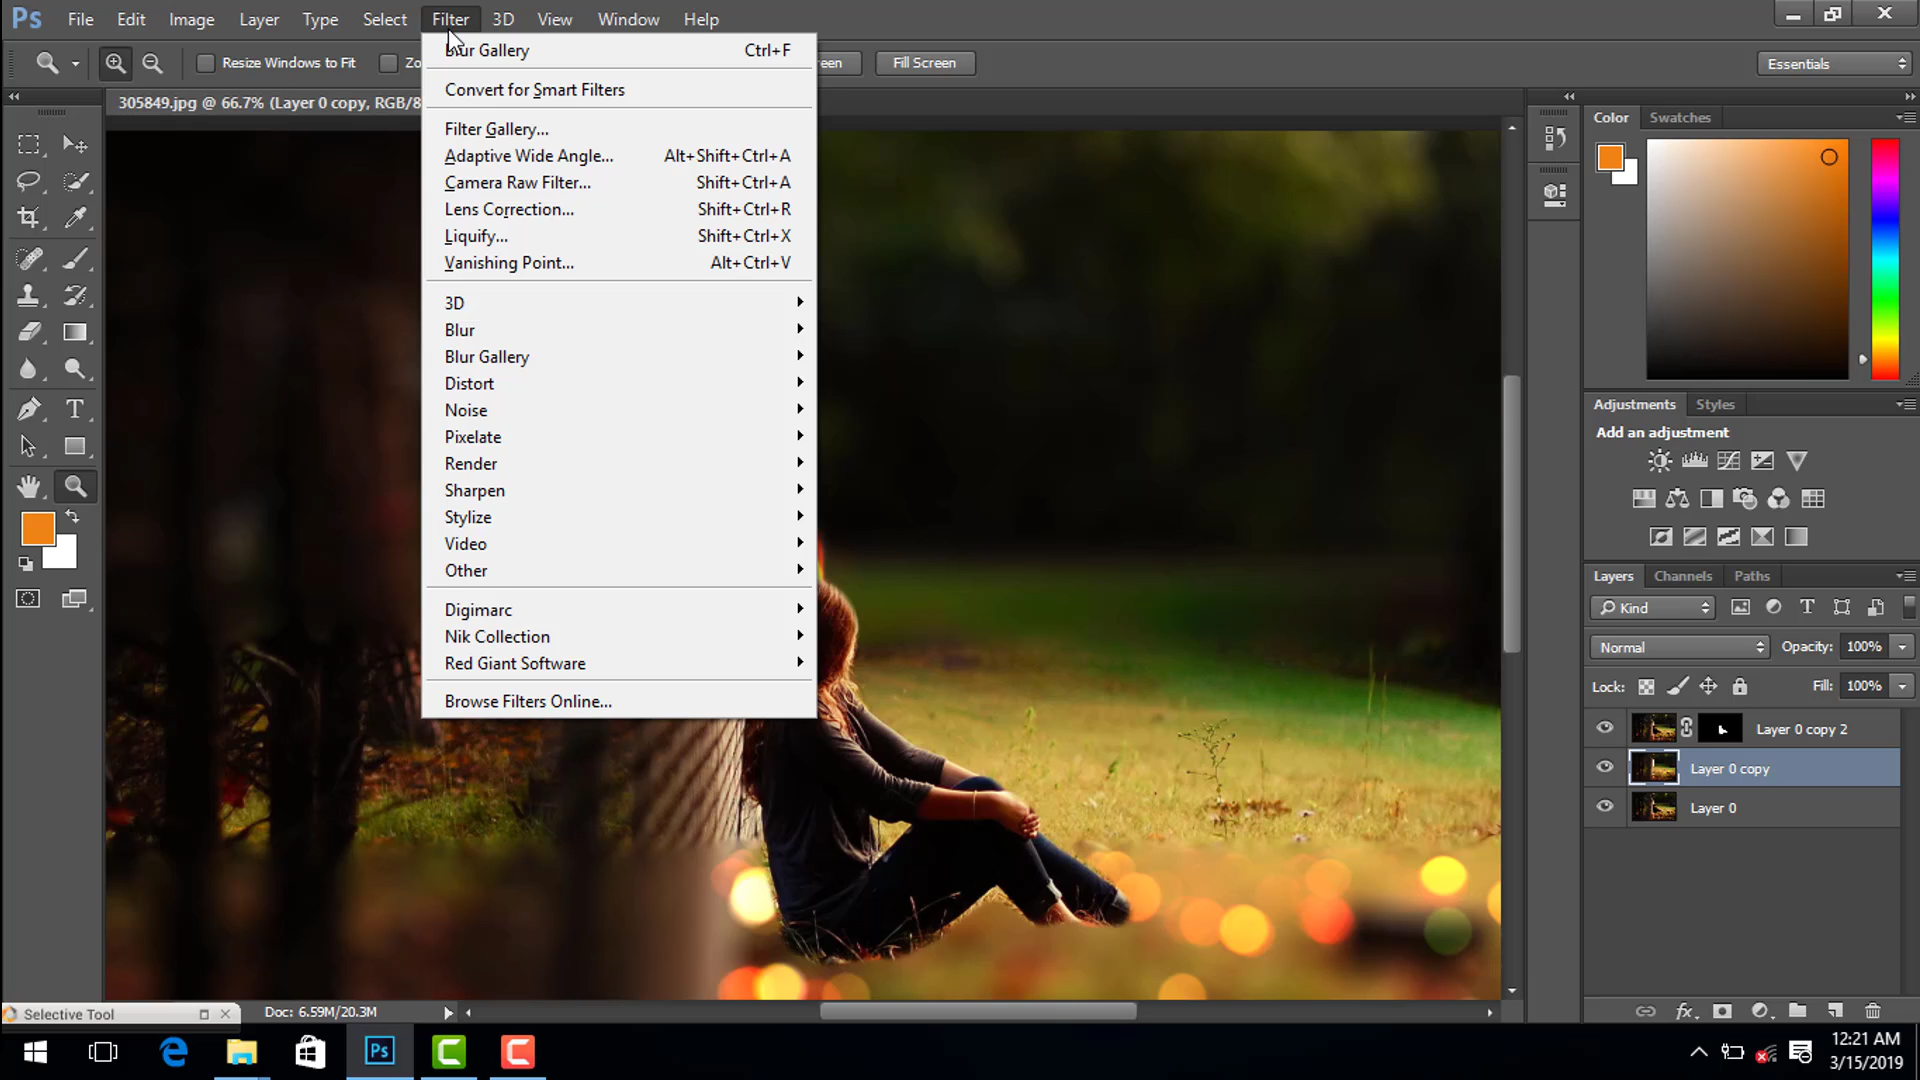 Ps File Edit Image Layer Type Select Filter 3D View Window Help
Resize Windows to Fit Fill Screen Essentials
305849.jpg @ 66.7% (Layer 0 copy, RGB/8
Blur Gallery Ctrl+F
Convert for Smart Filters
Filter Gallery...
Adaptive Wide Angle... Alt+Shift+Ctrl+A
Camera Raw Filter... Shift+Ctrl+A
Lens Correction... Shift+Ctrl+R
Liquify... Shift+Ctrl+X
Vanishing Point... Alt+Ctrl+V
3D
Blur
Blur Gallery
Distort
Noise
Pixelate
Render
Sharpen
Stylize
Video
Other
Digimarc
Nik Collection
Red Giant Software
Browse Filters Online...
Color Swatches
Adjustments Styles
Add an adjustment
Layers Channels Paths
Kind
Normal Opacity: 100%
Lock: Fill: 100%
Layer 0 copy 2
Layer 0 copy
Layer 0
Selective Tool Doc: 6.59M/20.3M
Ps 12:21 AM
3/15/2019